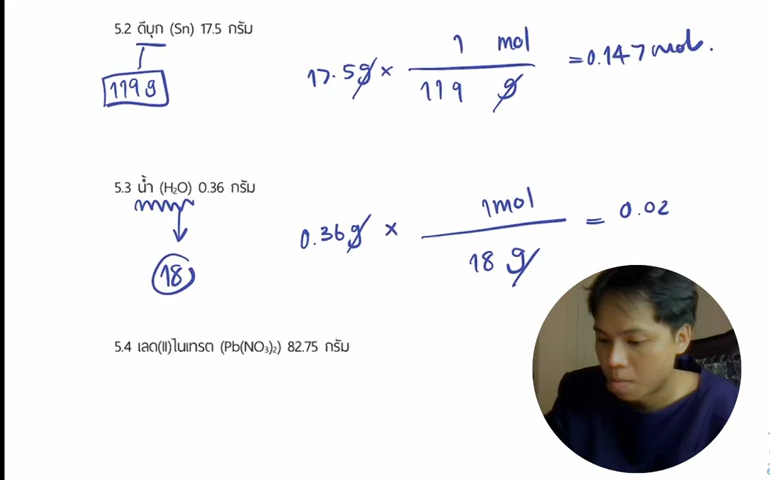 5.2 ดีบุก (Sn) 17.5 กรัม
119 g
17.5g × 1 mol / 119 g = 0.147 mol.
5.3 น้ำ (H₂O) 0.36 กรัม
18
0.36g × 1mol / 18 g = 0.02
5.4 เลด(II)ไนเทรต (Pb(NO₃)₂) 82.75 กรัม